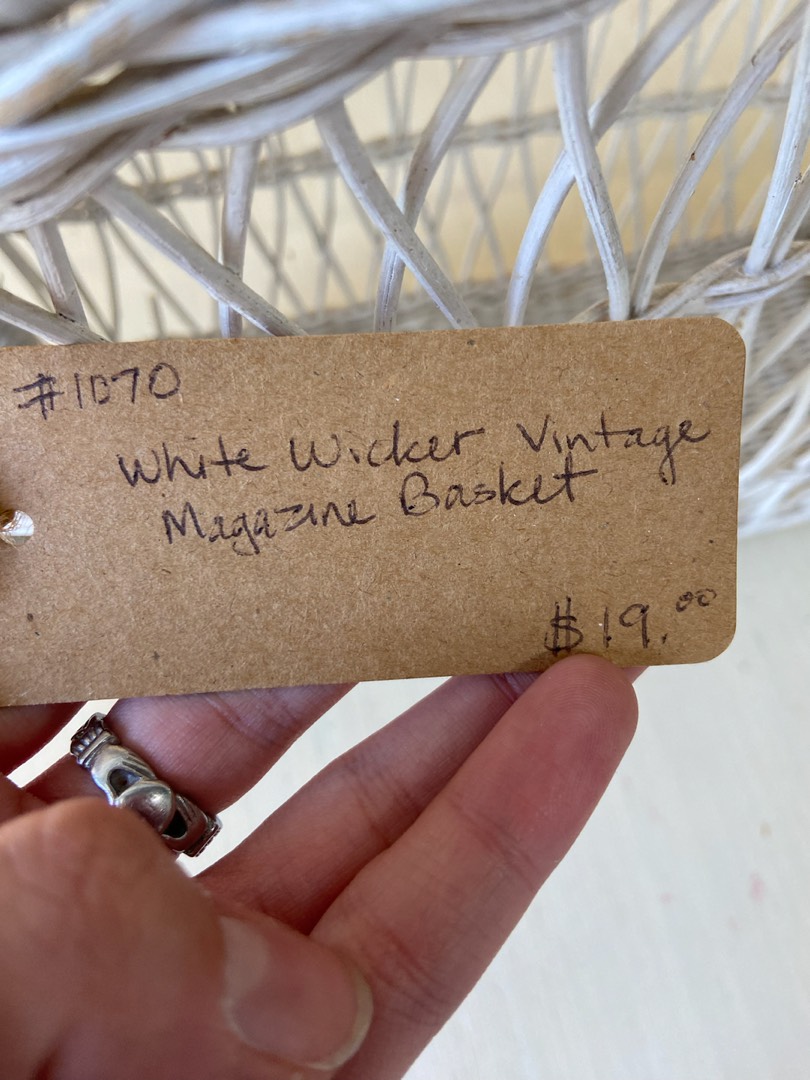 #1070
White Wicker Vintage
Magazine Basket
$19.00